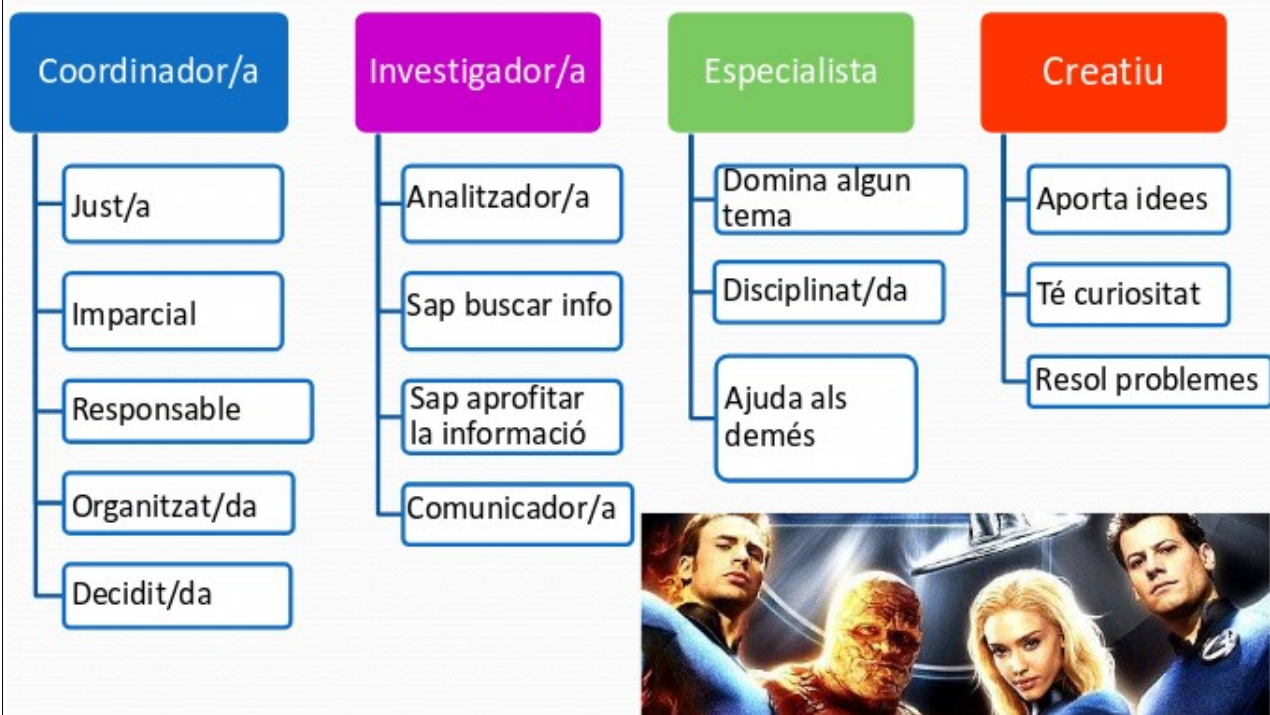 Coordinador/a
Just/a
Imparcial
Responsable
Organitzat/da
Decidit/da
Investigador/a
Analitzador/a
Sap buscar info
Sap aprofitar
la informació
Comunicador/a
Especialista
Domina algun
tema
Disciplinat/da
Ajuda als
demés
Creatiu
Aporta idees
Té curiositat
Resol problemes